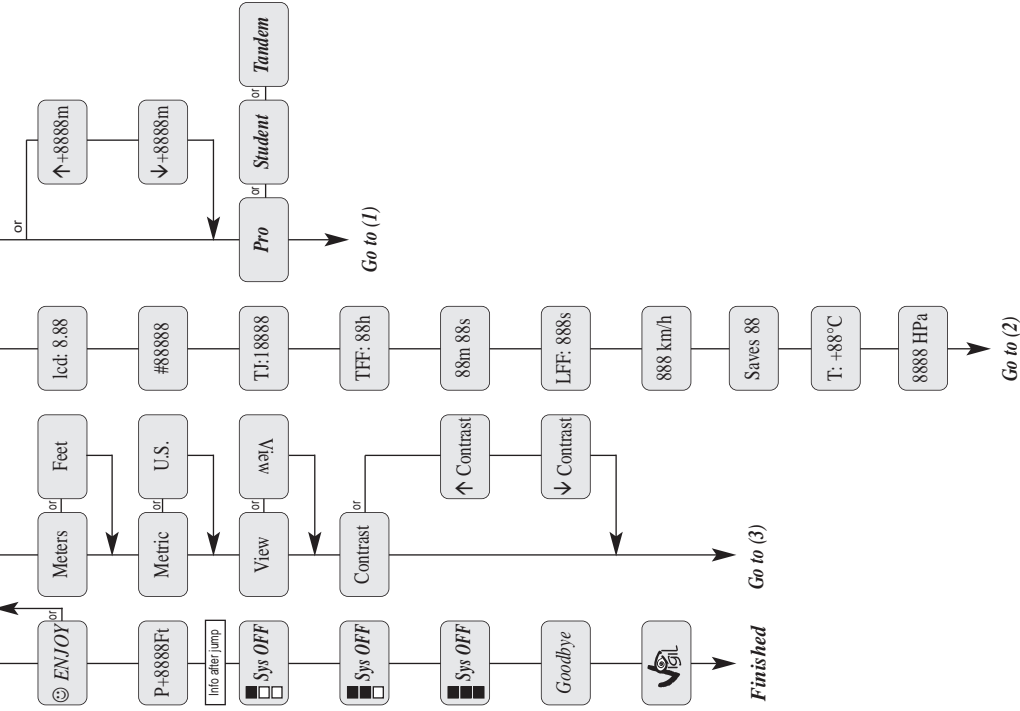 or
↑+8888m
↓+8888m
Pro
or
Student
or
Tandem
Go to (1)
lcd: 8.88
#88888
TJ:18888
TFF: 88h
88m 88s
LFF: 888s
888 km/h
Saves 88
T: +88°C
8888 HPa
Go to (2)
Meters
or
Feet
Metric
or
U.S.
View
or
View
Contrast
or
↑ Contrast
↓ Contrast
Go to (3)
☺ ENJOY
or
P+8888Ft
Info after jump
Sys OFF
Sys OFF
Sys OFF
Goodbye
Vigil
Finished